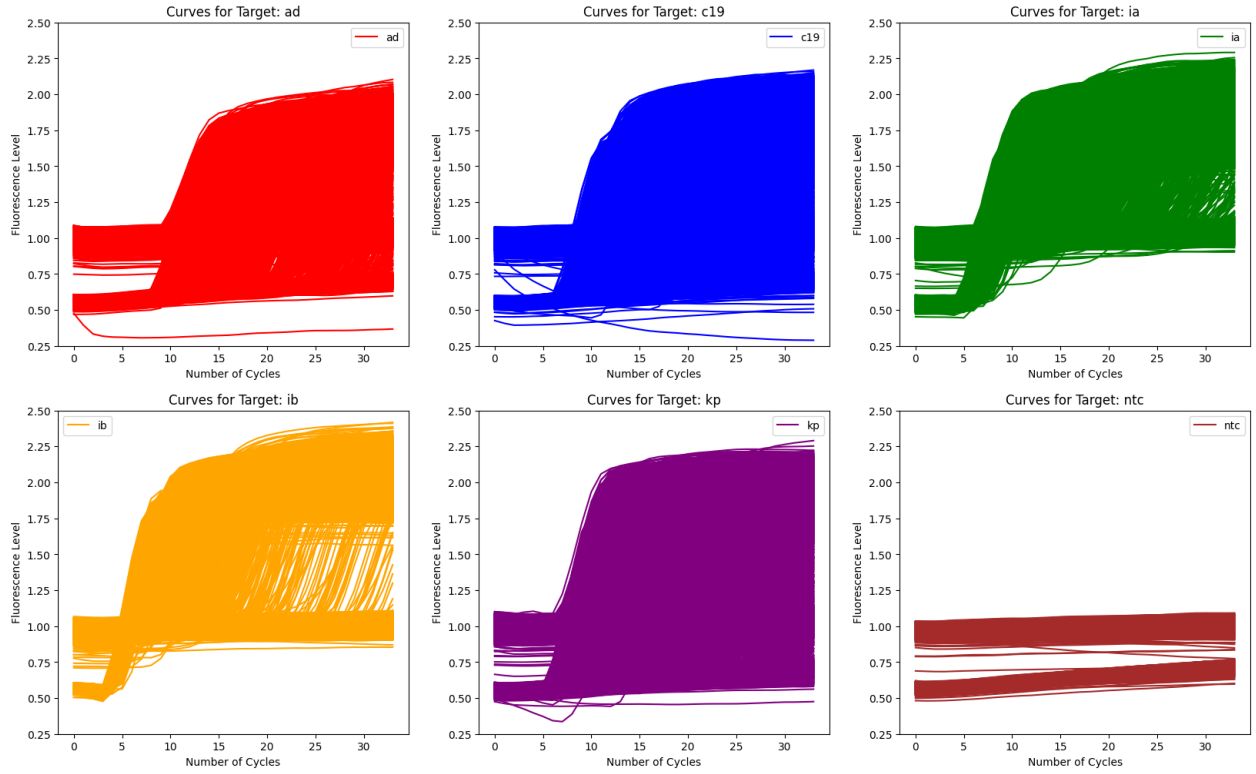 Curves for Target: ad
2.50
2.25
2.00
1.75
1.50
1.25
1.00
0.75
0.50
0.25
Fluorescence Level
ad
0 5 10 15 20 25 30
Number of Cycles
Curves for Target: c19
2.50
2.25
2.00
1.75
1.50
1.25
1.00
0.75
0.50
0.25
Fluorescence Level
c19
0 5 10 15 20 25 30
Number of Cycles
Curves for Target: ia
2.50
2.25
2.00
1.75
1.50
1.25
1.00
0.75
0.50
0.25
Fluorescence Level
ia
0 5 10 15 20 25 30
Number of Cycles
Curves for Target: ib
2.50
2.25
2.00
1.75
1.50
1.25
1.00
0.75
0.50
0.25
Fluorescence Level
ib
0 5 10 15 20 25 30
Number of Cycles
Curves for Target: kp
2.50
2.25
2.00
1.75
1.50
1.25
1.00
0.75
0.50
0.25
Fluorescence Level
kp
0 5 10 15 20 25 30
Number of Cycles
Curves for Target: ntc
2.50
2.25
2.00
1.75
1.50
1.25
1.00
0.75
0.50
0.25
Fluorescence Level
ntc
0 5 10 15 20 25 30
Number of Cycles